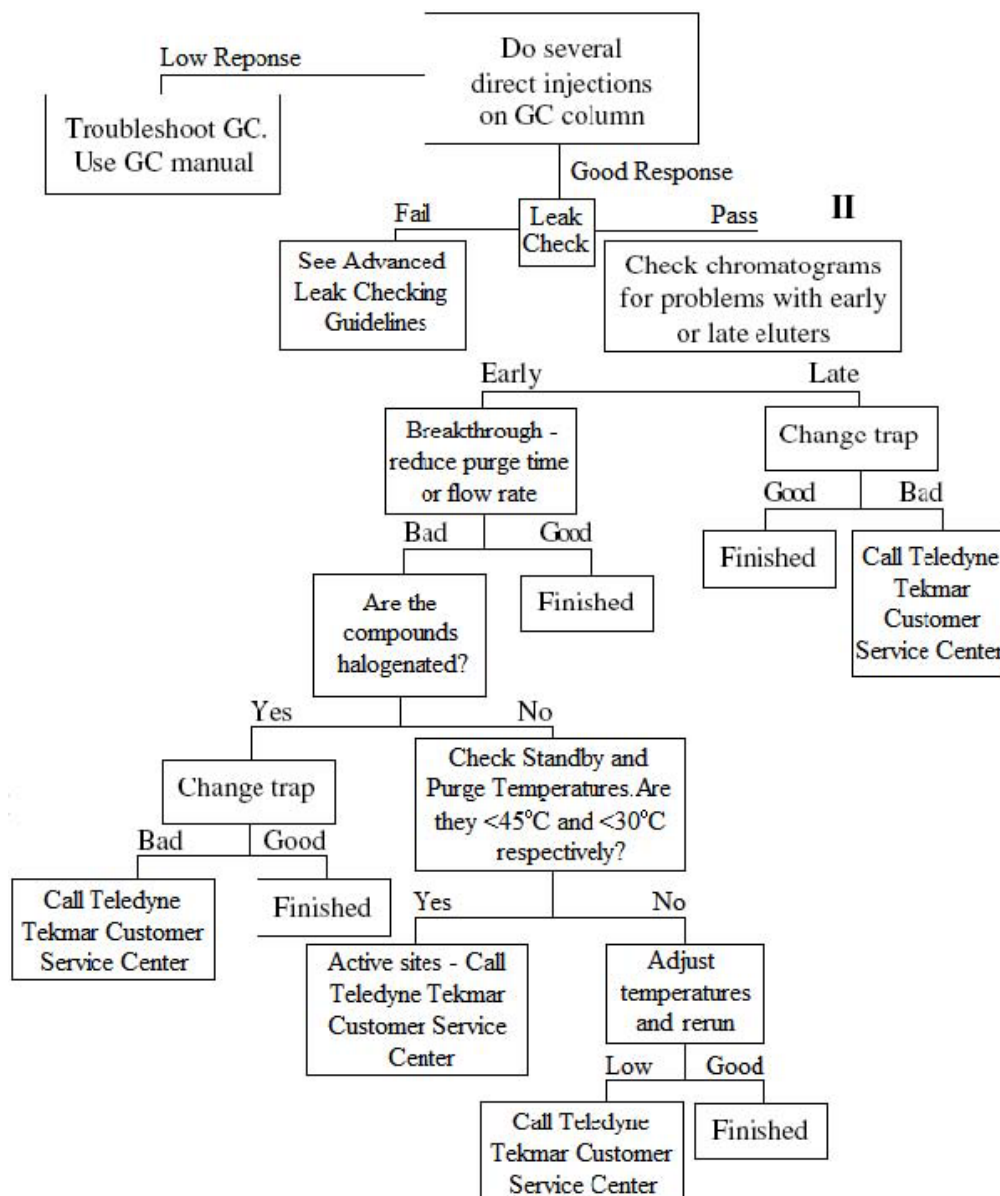 Low Reponse
Do several
direct injections
on GC column
Troubleshoot GC.
Use GC manual
Good Response
Fail
Leak
Check
Pass
II
See Advanced
Leak Checking
Guidelines
Check chromatograms
for problems with early
or late eluters
Early
Late
Breakthrough -
reduce purge time
or flow rate
Change trap
Good
Bad
Bad
Good
Finished
Call Teledyne
Tekmar
Customer
Service Center
Are the
compounds
halogenated?
Finished
Yes
No
Change trap
Check Standby and
Purge Temperatures.Are
they <45°C and <30°C
respectively?
Bad
Good
Call Teledyne
Tekmar Customer
Service Center
Finished
Yes
No
Active sites - Call
Teledyne Tekmar
Customer Service
Center
Adjust
temperatures
and rerun
Low
Good
Call Teledyne
Tekmar Customer
Service Center
Finished